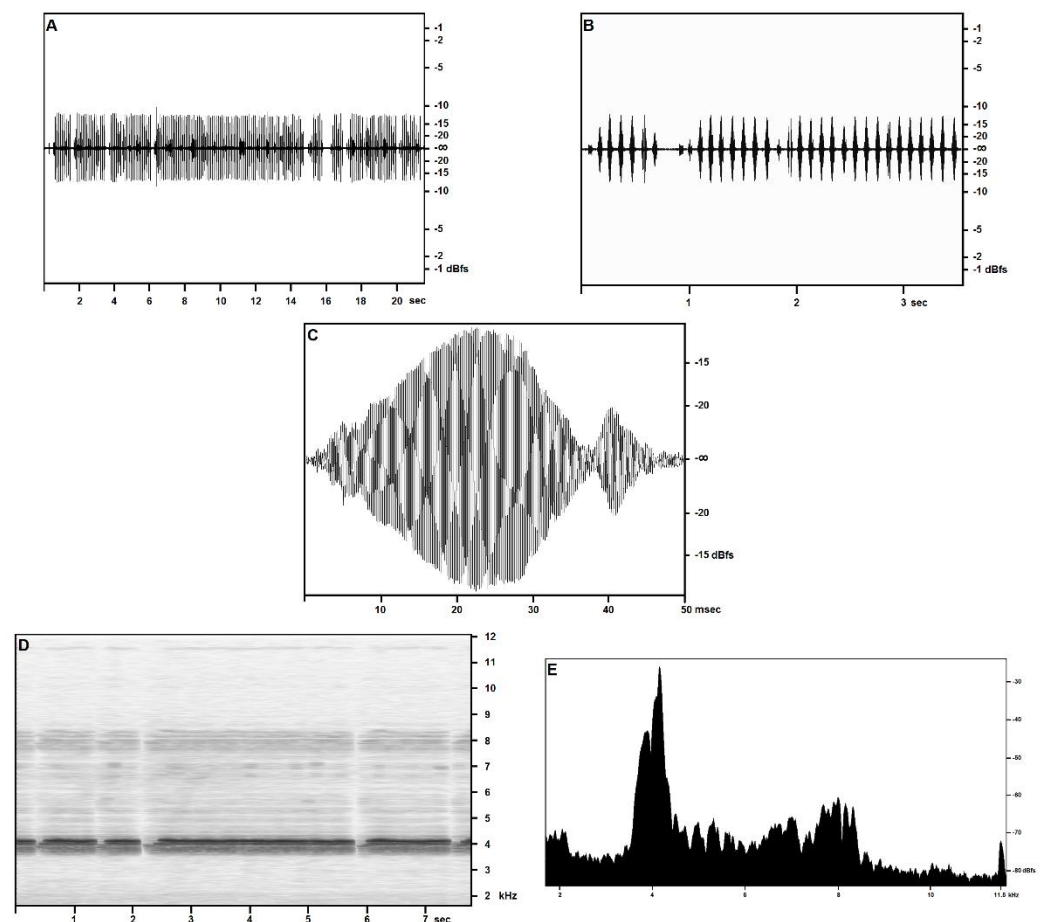 A
-1
-2
-5
-10
-15
-20
-∞
-20
-15
-10
-5
-2
-1 dBfs
2 4 6 8 10 12 14 16 18 20 sec
B
-1
-2
-5
-10
-15
-20
-∞
-20
-15
-10
-5
-2
-1 dBfs
1 2 3 sec
C
-15
-20
-∞
-20
-15 dBfs
10 20 30 40 50 msec
D
12
11
10
9
8
7
6
5
4
3
2 kHz
1 2 3 4 5 6 7 sec
E
-30
-40
-50
-60
-70
-80 dBfs
2 4 6 8 10 11.5 kHz